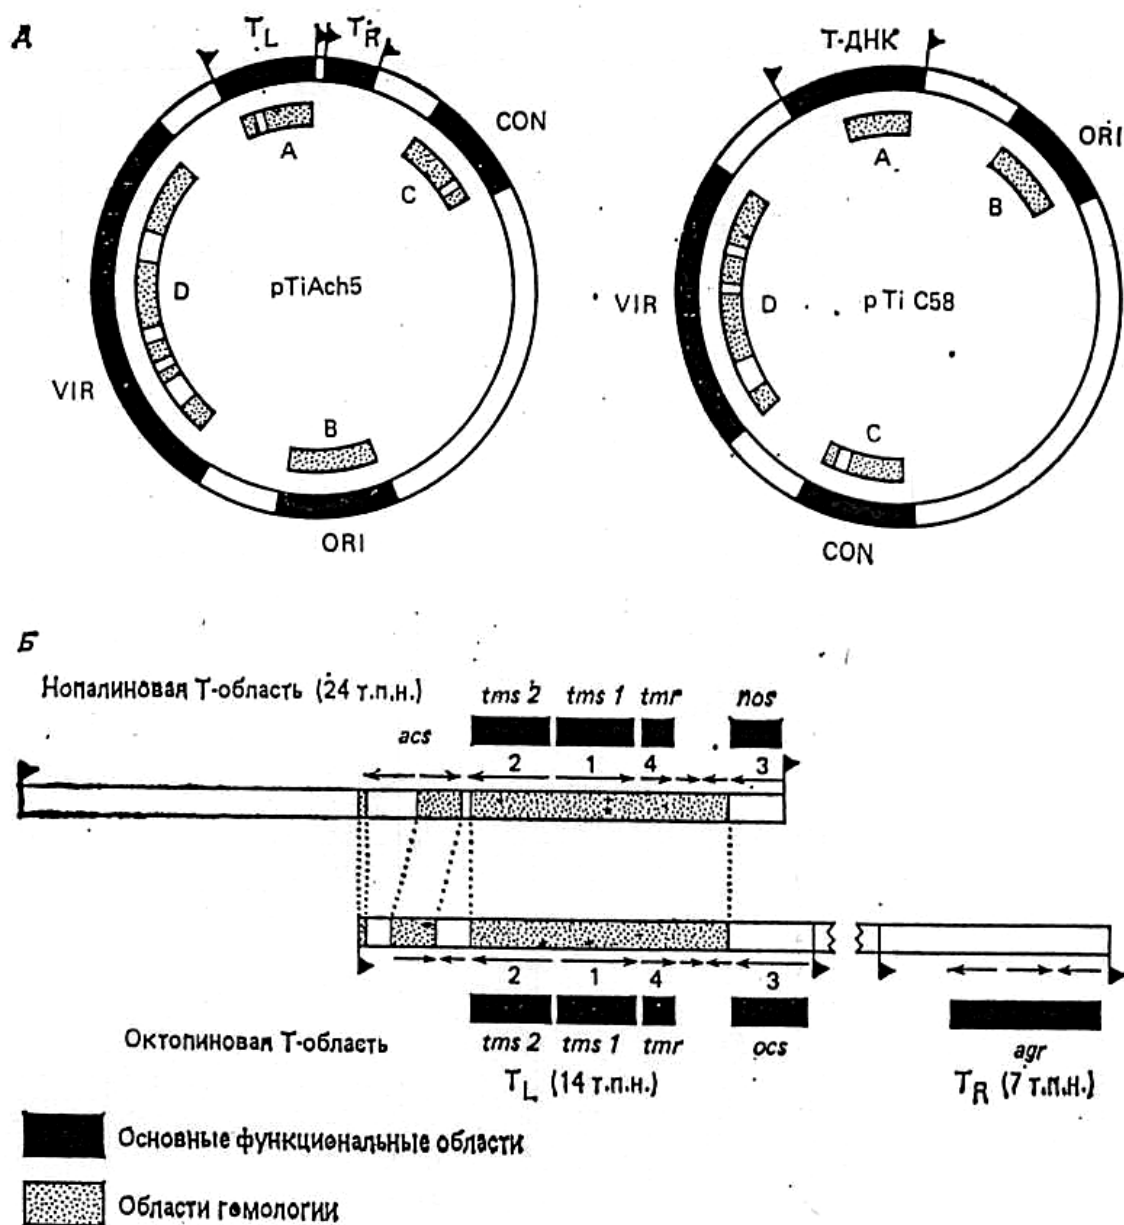 А
T_L T_R
CON
A
C
D
pTiAch5
VIR
B
ORI
Т-ДНК
ORI
A
B
VIR
D
pTi C58
C
CON
Б
Нопалиновая Т-область (24 т.п.н.)
tms 2 tms 1 tmr nos
acs
2 1 4 3
2 1 4 3
Октопиновая Т-область
tms 2 tms 1 tmr ocs agr
T_L (14 т.п.н.) T_R (7 т.п.н.)
Основные функциональные области
Области гомологии